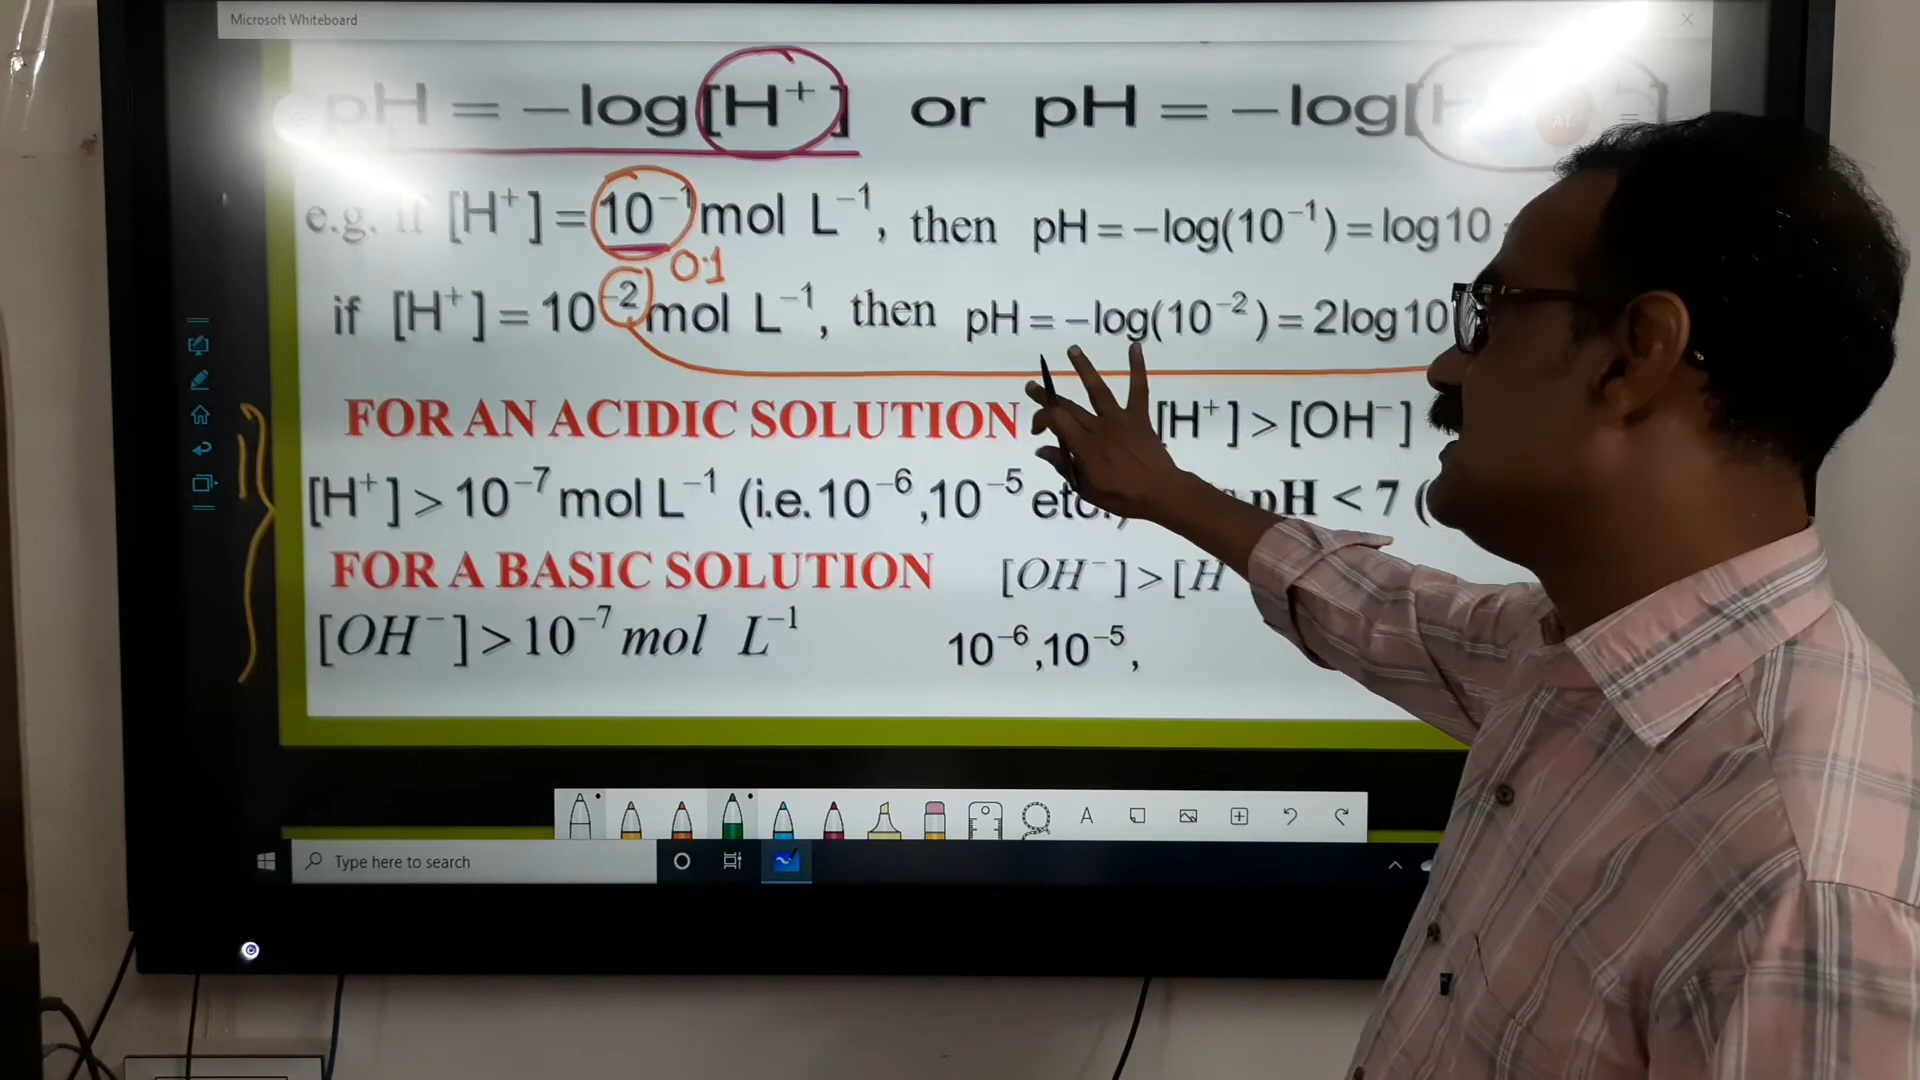 Microsoft Whiteboard
pH = −log[H⁺] or pH = −log[H
e.g. if [H⁺] = 10⁻¹ mol L⁻¹, then pH = −log(10⁻¹) = log10
0.1
if [H⁺] = 10⁻² mol L⁻¹, then pH = −log(10⁻²) = 2log10
FOR AN ACIDIC SOLUTION [H⁺] > [OH⁻]
[H⁺] > 10⁻⁷ mol L⁻¹ (i.e. 10⁻⁶, 10⁻⁵ etc.) pH < 7 (
FOR A BASIC SOLUTION [OH⁻] > [H
[OH⁻] > 10⁻⁷ mol L⁻¹ 10⁻⁶, 10⁻⁵,
A
Type here to search